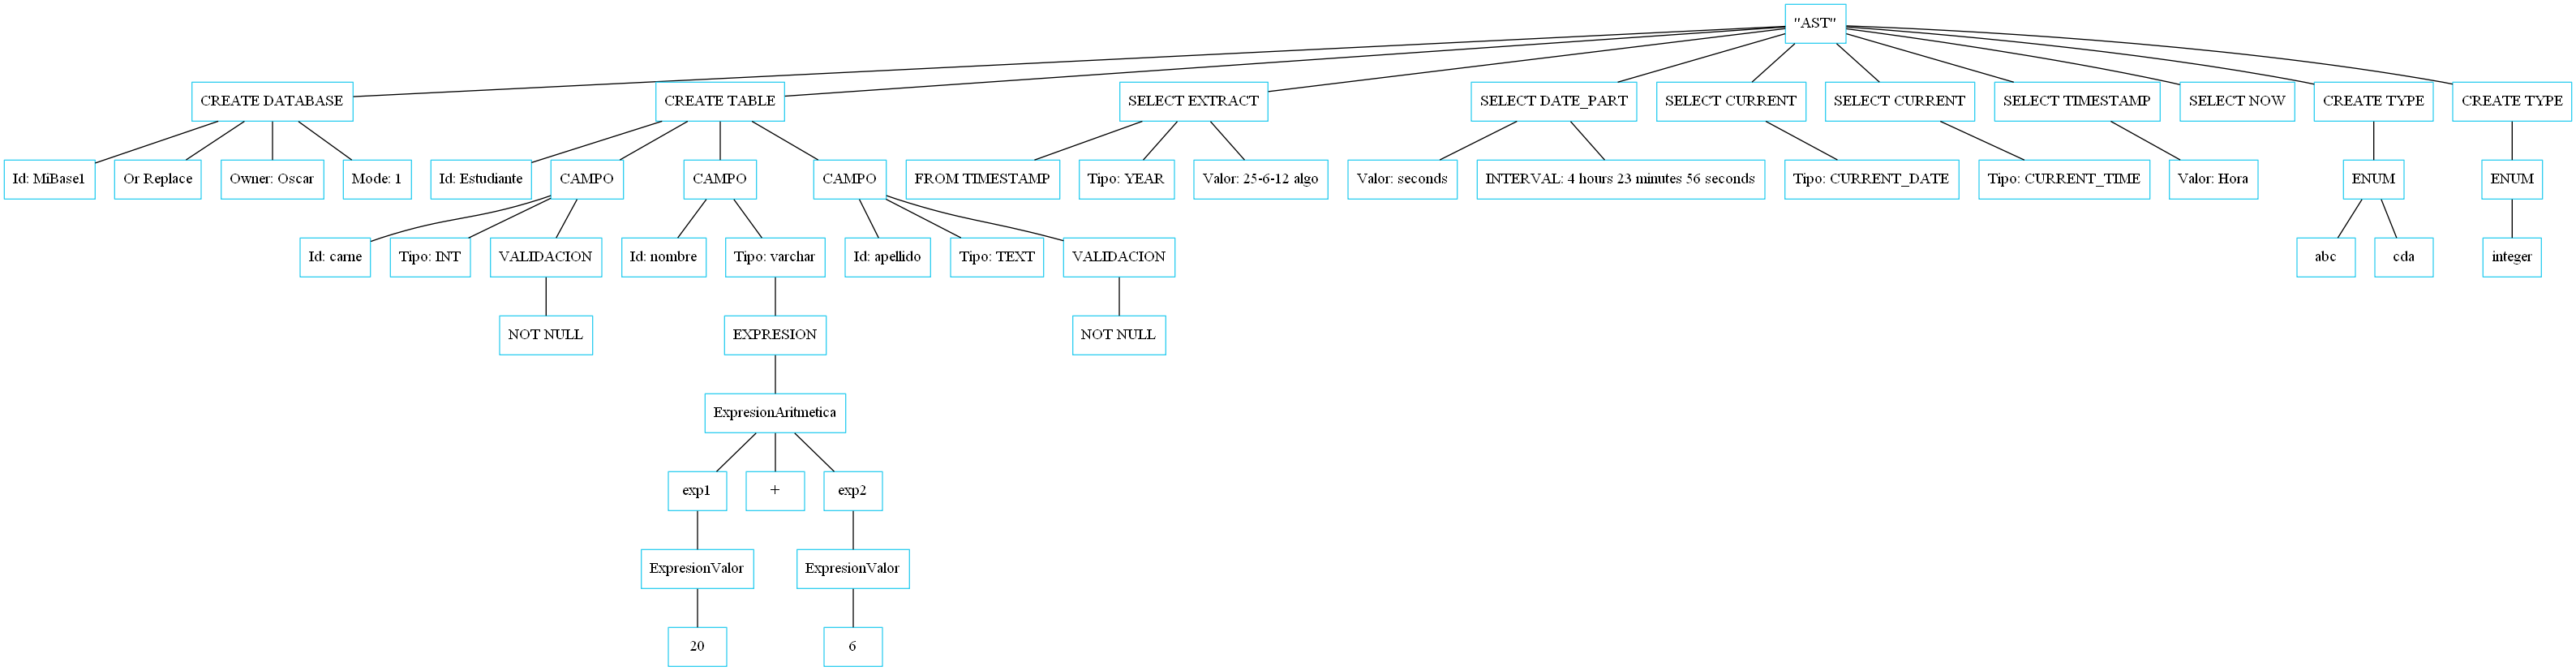 "AST"
CREATE DATABASE
CREATE TABLE
SELECT EXTRACT
SELECT DATE_PART
SELECT CURRENT
SELECT CURRENT
SELECT TIMESTAMP
SELECT NOW
CREATE TYPE
CREATE TYPE
Id: MiBase1
Or Replace
Owner: Oscar
Mode: 1
Id: Estudiante
CAMPO
CAMPO
CAMPO
FROM TIMESTAMP
Tipo: YEAR
Valor: 25-6-12 algo
Valor: seconds
INTERVAL: 4 hours 23 minutes 56 seconds
Tipo: CURRENT_DATE
Tipo: CURRENT_TIME
Valor: Hora
ENUM
ENUM
Id: carne
Tipo: INT
VALIDACION
Id: nombre
Tipo: varchar
Id: apellido
Tipo: TEXT
VALIDACION
abc
cda
integer
NOT NULL
EXPRESION
NOT NULL
ExpresionAritmetica
exp1
+
exp2
ExpresionValor
ExpresionValor
20
6